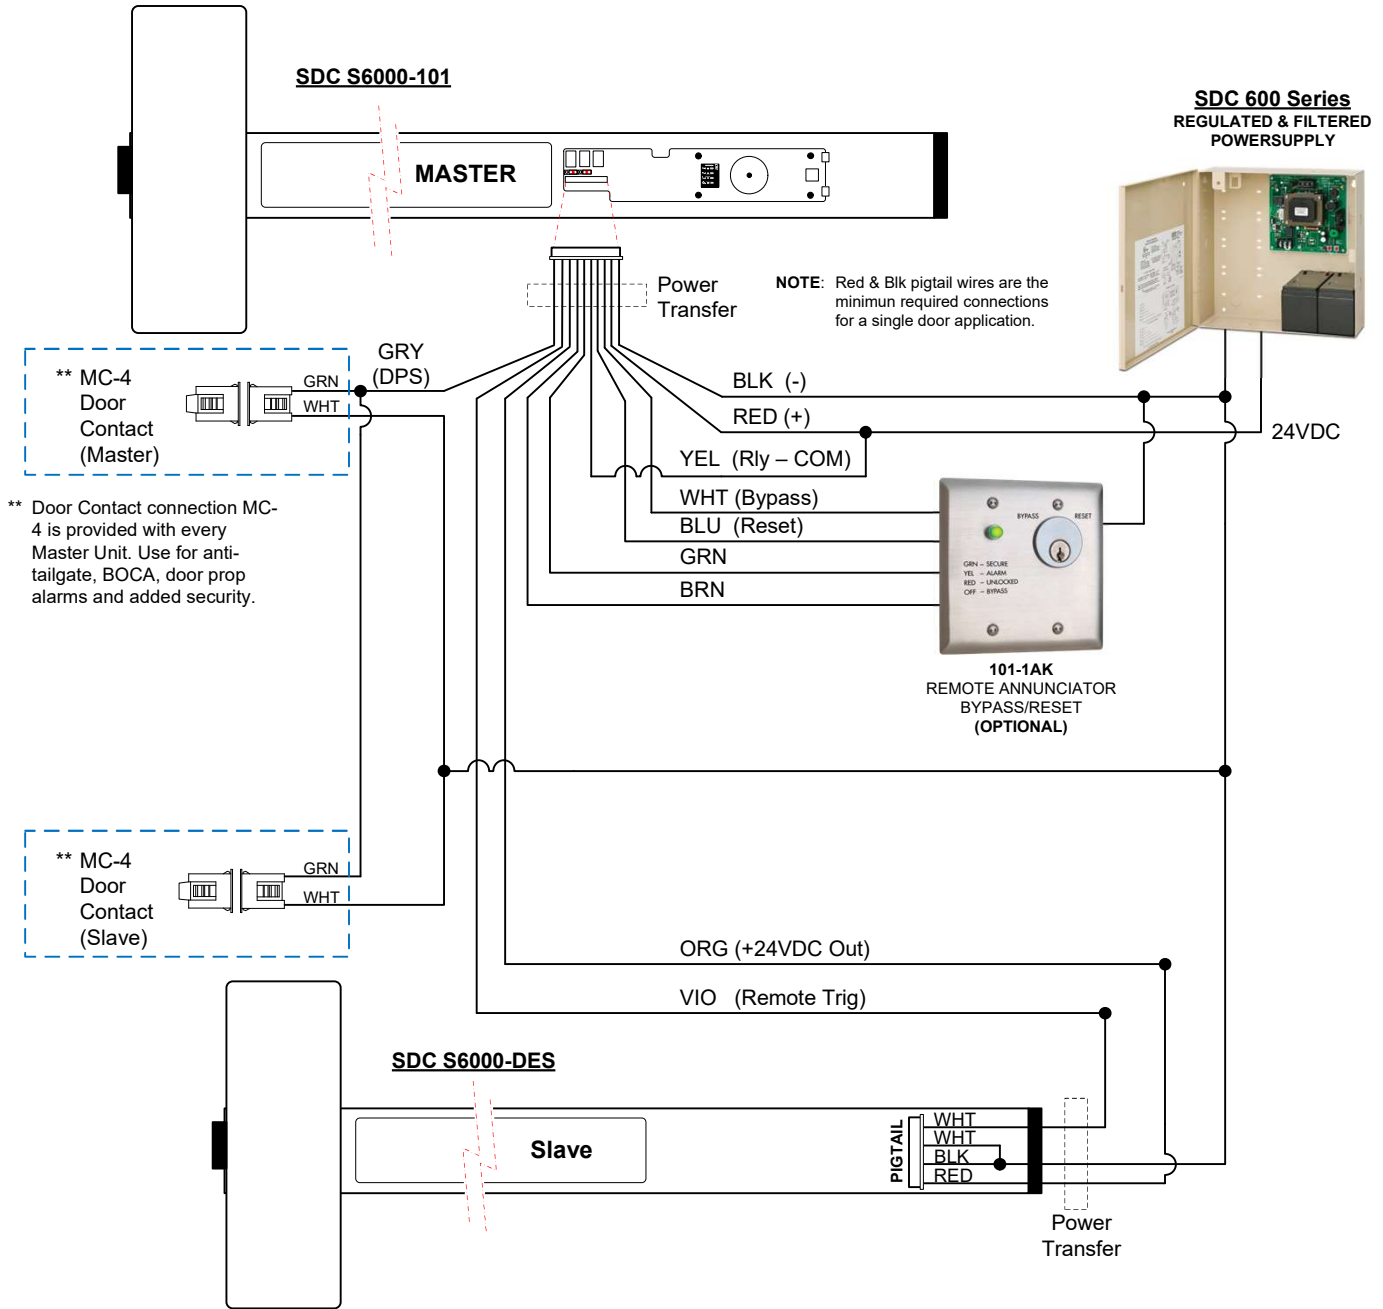 SDC S6000-101
SDC 600 Series
REGULATED & FILTERED
POWERSUPPLY
MASTER
Power
Transfer
NOTE: Red & Blk pigtail wires are the
minimun required connections
for a single door application.
GRY
(DPS)
** MC-4
Door
Contact
(Master)
GRN
WHT
BLK (-)
RED (+)
24VDC
YEL (Rly – COM)
WHT (Bypass)
BLU (Reset)
GRN
BRN
** Door Contact connection MC-
4 is provided with every
Master Unit. Use for anti-
tailgate, BOCA, door prop
alarms and added security.
BYPASS
RESET
GRN – SECURE
YEL – ALARM
RED – UNLOCKED
OFF – BYPASS
101-1AK
REMOTE ANNUNCIATOR
BYPASS/RESET
(OPTIONAL)
** MC-4
Door
Contact
(Slave)
GRN
WHT
ORG (+24VDC Out)
VIO (Remote Trig)
SDC S6000-DES
Slave
PIGTAIL
WHT
WHT
BLK
RED
Power
Transfer